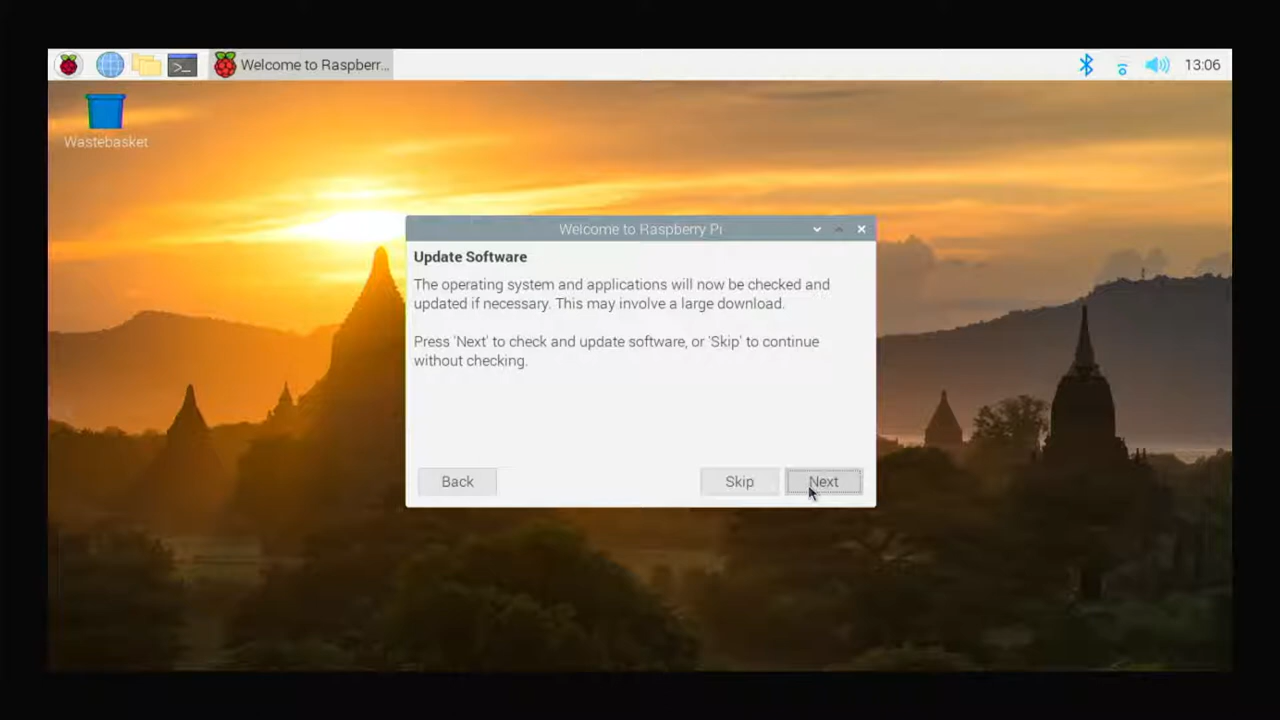 Welcome to Raspberr... 13:06
Wastebasket
Welcome to Raspberry Pi
Update Software
The operating system and applications will now be checked and
updated if necessary. This may involve a large download.
Press 'Next' to check and update software, or 'Skip' to continue
without checking.
Back Skip Next